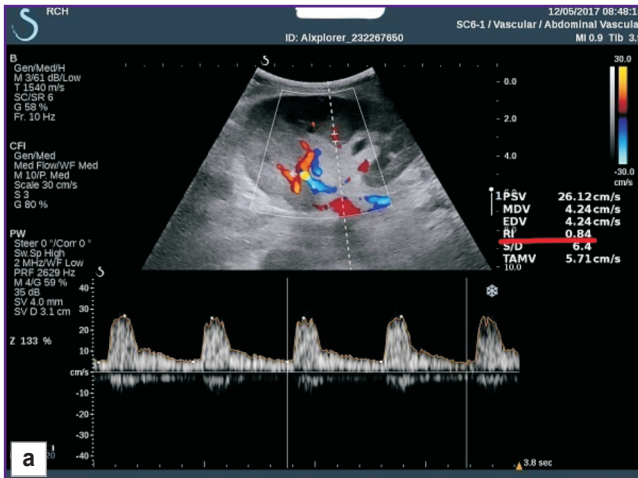 RCH
12/05/2017 08:48:1
SC6-1 / Vascular / Abdominal Vascula
ID: Aixplorer_232267650
MI 0.9 TIb 3.
B
Gen/Med/H
M 3/61 dB/Low
T 1540 m/s
SC/SR 6
G 58 %
Fr. 10 Hz
CFI
Gen/Med
Med Flow/WF Med
M 10/P. Med
Scale 30 cm/s
S 3
G 80 %
PW
Steer 0 °/Corr 0 °
Sw.Sp High
2 MHz/WF Low
PRF 2629 Hz
M 4/G 59 %
35 dB
SV 4.0 mm
SV D 3.1 cm
Z 133 %
S
0.0
2.0
4.0
10.0
30.0
-30.0
cm/s
1 PSV 26.12 cm/s
MDV 4.24 cm/s
EDV 4.24 cm/s
RI 0.84
S/D 6.4
TAMV 5.71 cm/s
S
40
30
20
10
cm/s
-10
-20
-30
-40
3.8 sec
a